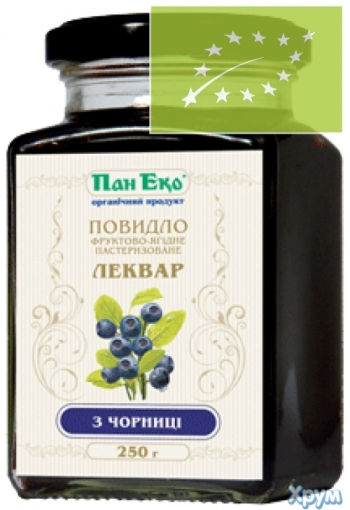 Пан Еко®
органічний продукт
ПОВИДЛО
ФРУКТОВО-ЯГІДНЕ
ПАСТЕРИЗОВАНЕ
ЛЕКВАР
З ЧОРНИЦІ
250 г
Хрум